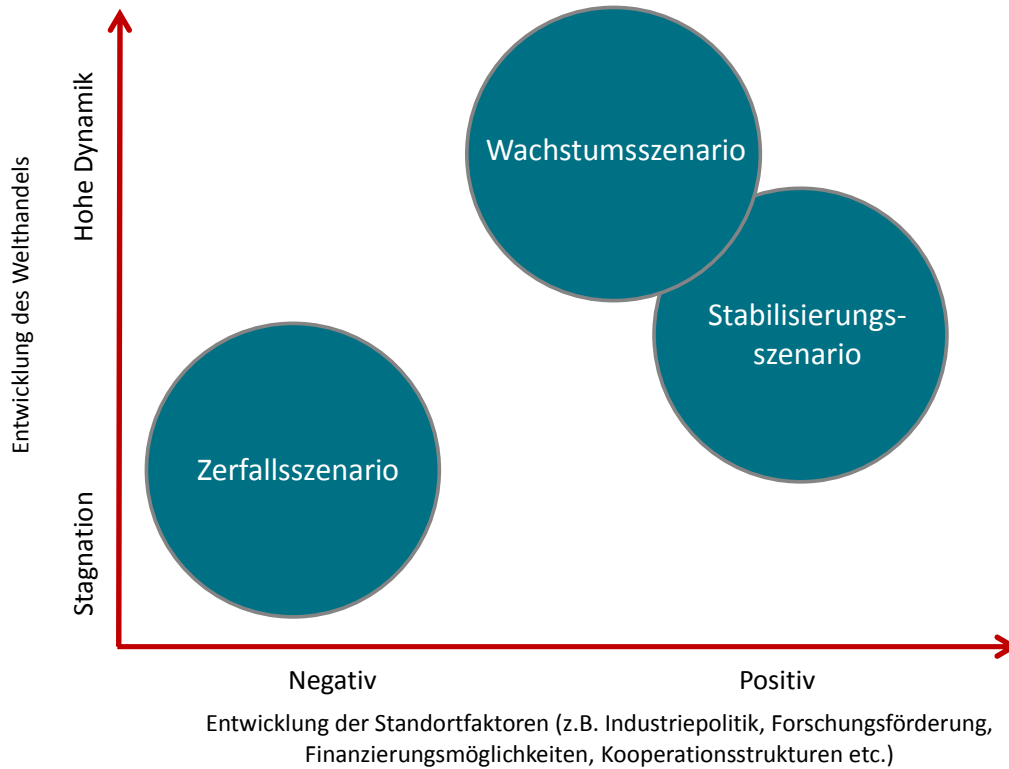 Entwicklung des Welthandels
Hohe Dynamik
Stagnation
Wachstumsszenario
Stabilisierungs-
szenario
Zerfallsszenario
Negativ
Positiv
Entwicklung der Standortfaktoren (z.B. Industriepolitik, Forschungsförderung,
Finanzierungsmöglichkeiten, Kooperationsstrukturen etc.)